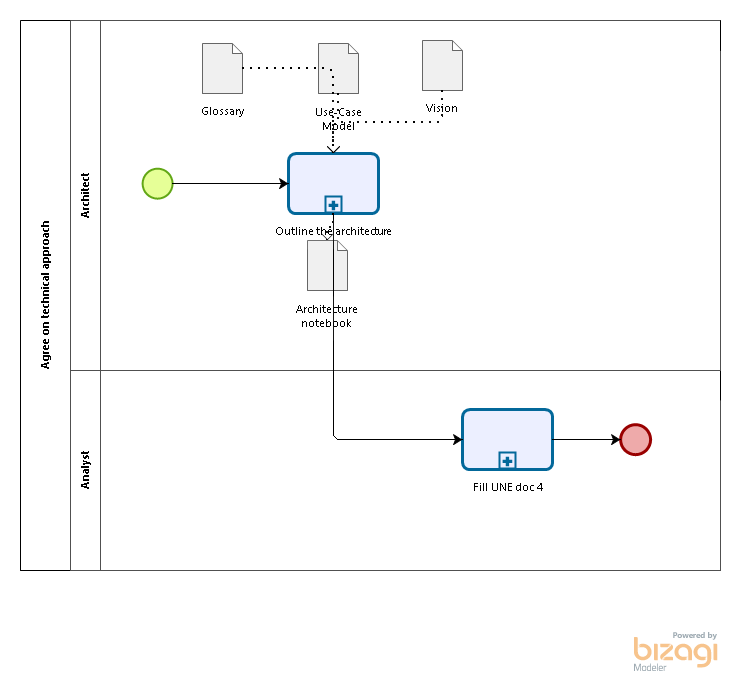 Agree on technical approach
Architect
Glossary
Use-Case
Model
Vision
Outline the architecture
Architecture
notebook
Analyst
Fill UNE doc 4
Powered by
bizagi
Modeler